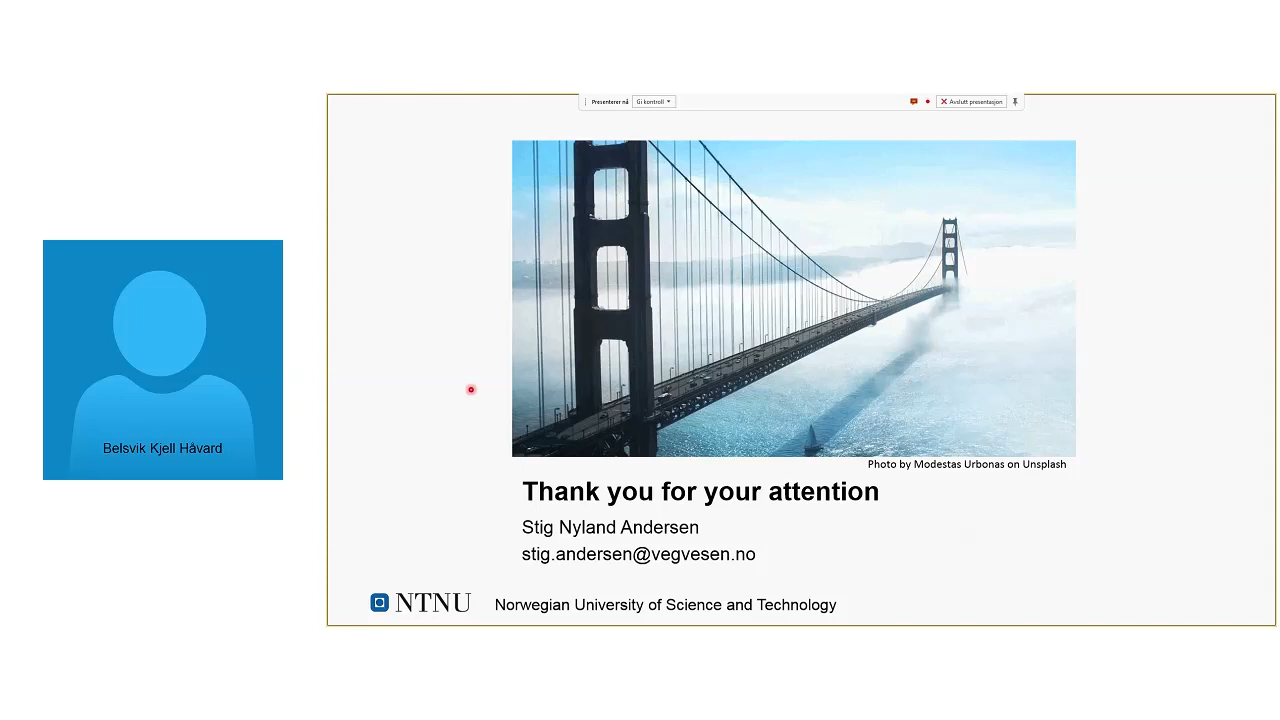 Presenterer nå
Gi kontroll
Avslutt presentasjon
Belsvik Kjell Håvard
Photo by Modestas Urbonas on Unsplash
Thank you for your attention
Stig Nyland Andersen
stig.andersen@vegvesen.no
NTNU
Norwegian University of Science and Technology